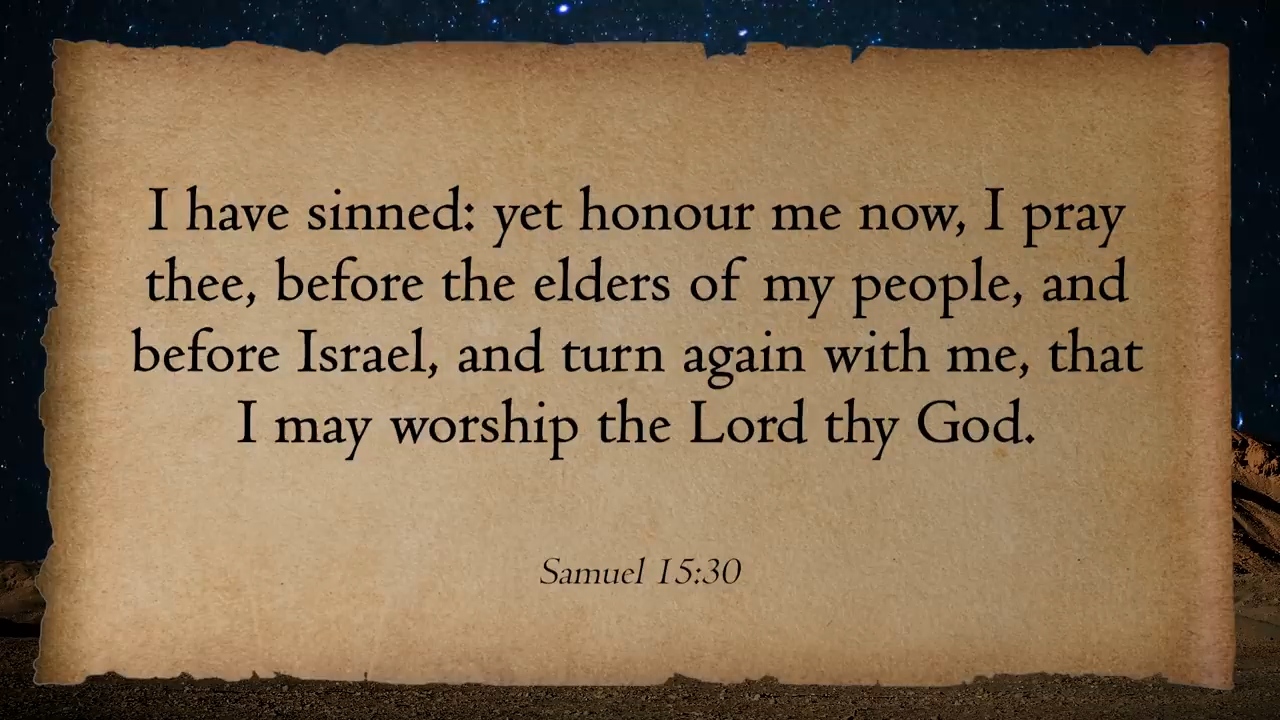 I have sinned: yet honour me now, I pray
thee, before the elders of my people, and
before Israel, and turn again with me, that
I may worship the Lord thy God.
Samuel 15:30